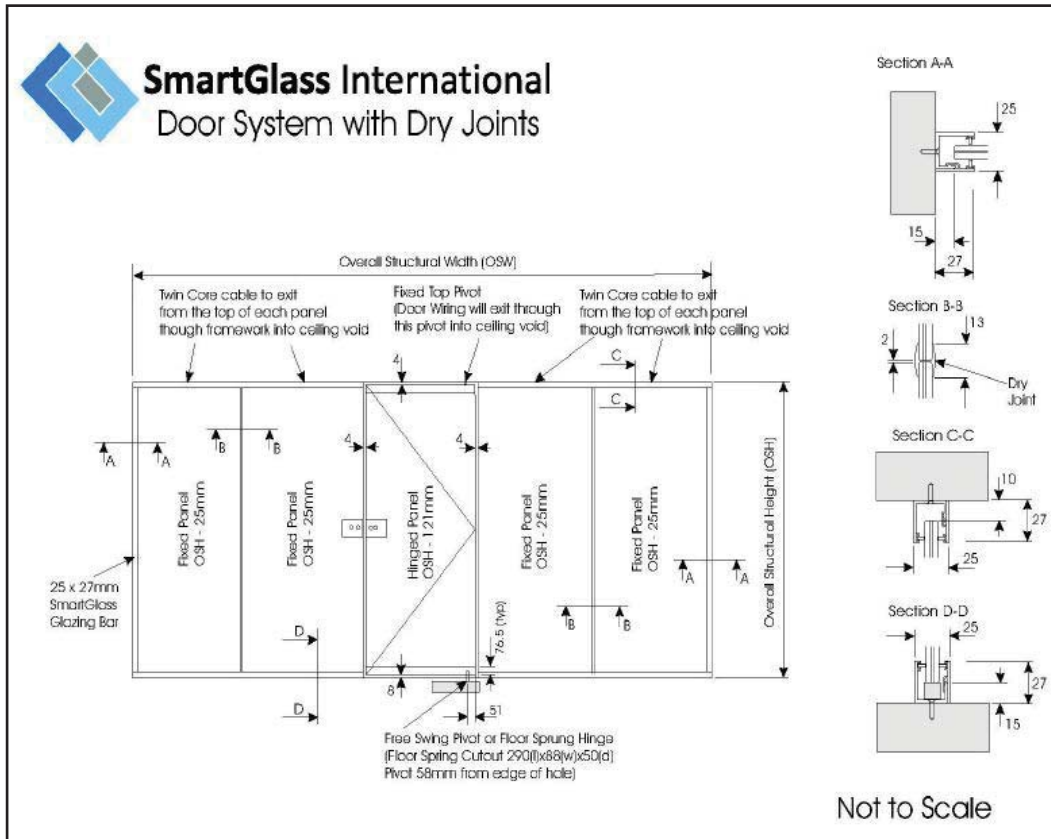 SmartGlass International
Door System with Dry Joints
Section A-A
25
15
27
Section B-B
13
2
Dry
Joint
Section C-C
10
27
25
Section D-D
25
27
15
Overall Structural Width (OSW)
Twin Core cable to exit
from the top of each panel
though framework into ceiling void
Fixed Top Pivot
(Door Wiring will exit through
this pivot into ceiling void)
Twin Core cable to exit
from the top of each panel
though framework into ceiling void
4
C
C
A
A
B
B
4
4
Fixed Panel
OSH - 25mm
Fixed Panel
OSH - 25mm
Hinged Panel
OSH - 121mm
Fixed Panel
OSH - 25mm
Fixed Panel
OSH - 25mm
Overall Structural Height (OSH)
A
A
B
B
25 x 27mm
SmartGlass
Glazing Bar
D
D
76.5 (typ)
8
51
Free Swing Pivot or Floor Sprung Hinge
(Floor Spring Cutout 290(l)x88(w)x50(d)
Pivot 58mm from edge of hole)
Not to Scale